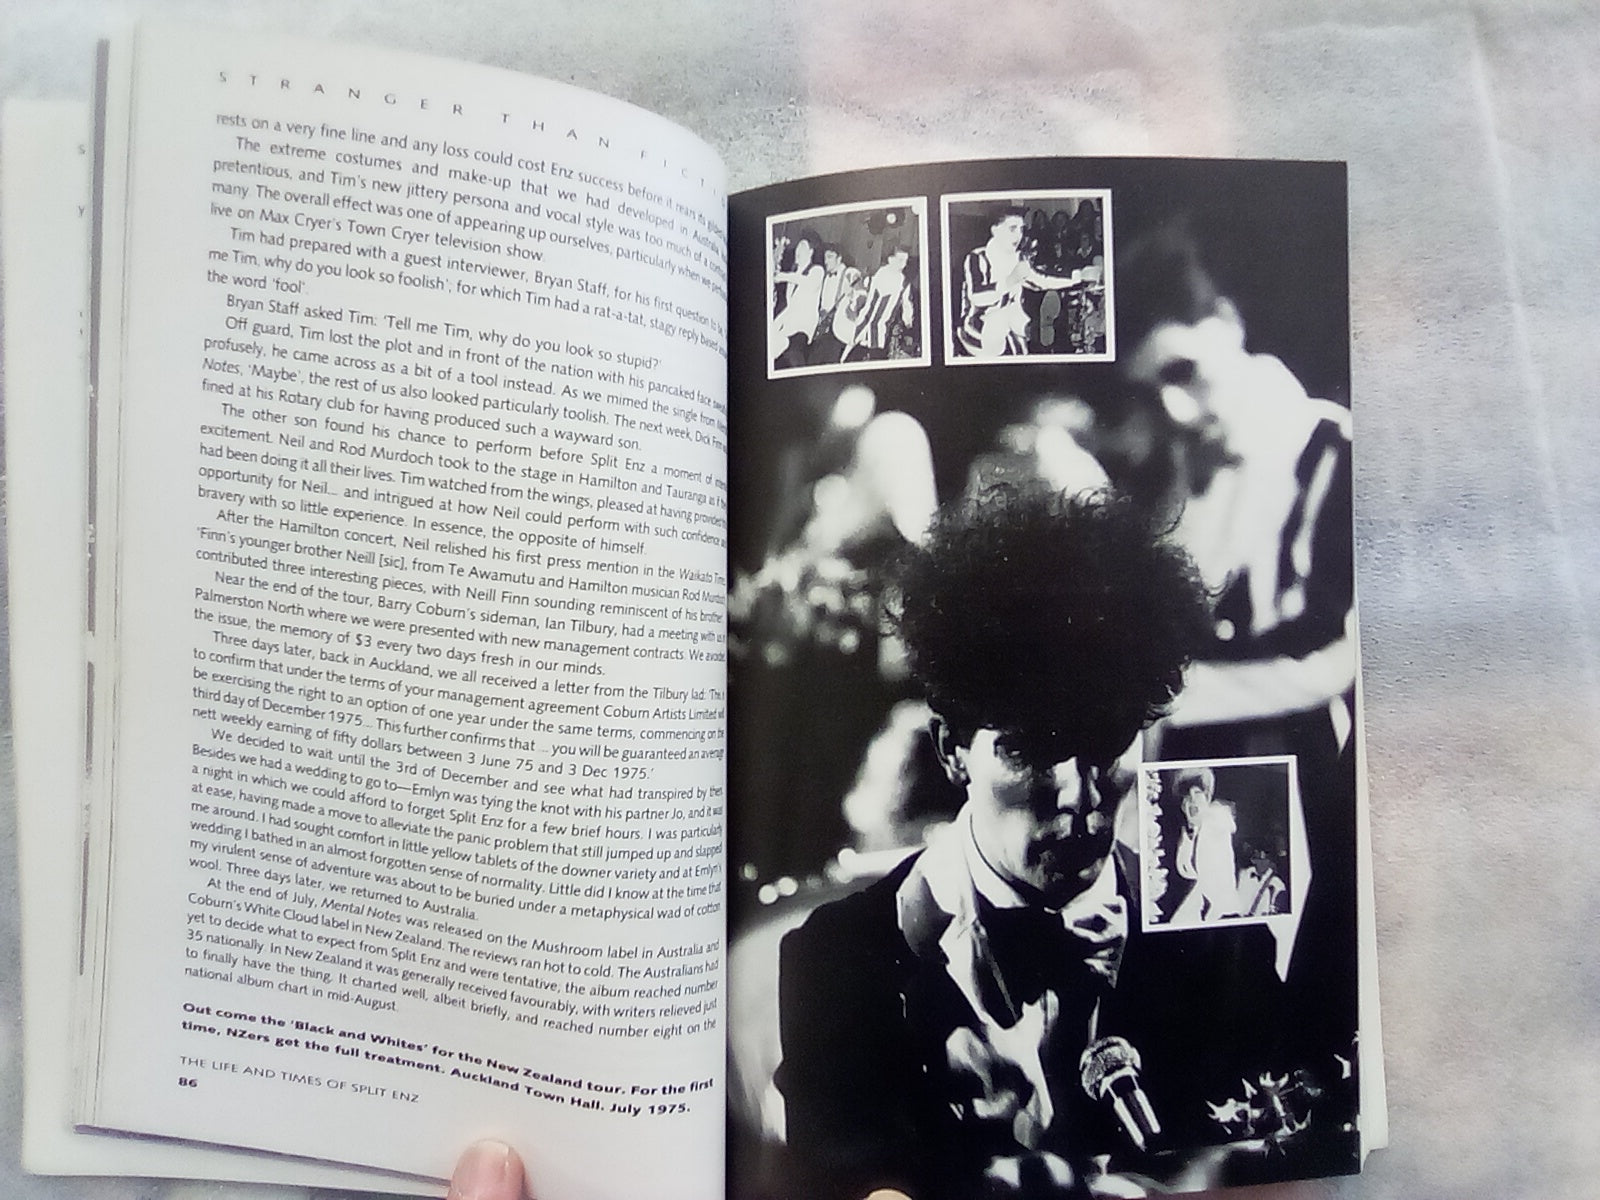 STRANGER THAN FICTI
rests on a very fine line and any loss could cost Enz success before it rears its
The extreme costumes and make-up that we had developed in Australia
pretentious, and Tim's new jittery persona and vocal style was too much of a
many. The overall effect was one of appearing up ourselves, particularly when we
live on Max Cryer's Town Cryer television show.
Tim had prepared with a guest interviewer, Bryan Staff, for his first question to be,
me Tim, why do you look so foolish'; for which Tim had a rat-a-tat, stagy reply based
the word 'fool'.
Bryan Staff asked Tim: 'Tell me Tim, why do you look so stupid?'
Off guard, Tim lost the plot and in front of the nation with his pancaked face
profusely, he came across as a bit of a tool instead. As we mimed the single from
Notes, 'Maybe', the rest of us also looked particularly toolish. The next week, Dick Finn
fined at his Rotary club for having produced such a wayward son.
The other son found his chance to perform before Split Enz a moment of
excitement. Neil and Rod Murdoch took to the stage in Hamilton and Tauranga as if
had been doing it all their lives. Tim watched from the wings, pleased at having provided
opportunity for Neil... and intrigued at how Neil could perform with such confidence
bravery with so little experience. In essence, the opposite of himself.
After the Hamilton concert, Neil relished his first press mention in the Waikato
'Finn's younger brother Neill [sic], from Te Awamutu and Hamilton musician Rod Murdoch
contributed three interesting pieces, with Neill Finn sounding reminiscent of his brother.
Near the end of the tour, Barry Coburn's sideman, Ian Tilbury, had a meeting with us
Palmerston North where we were presented with new management contracts. We avoided
the issue, the memory of $3 every two days fresh in our minds.
Three days later, back in Auckland, we all received a letter from the Tilbury lad: 'This
to confirm that under the terms of your management agreement Coburn Artists Limited will
be exercising the right to an option of one year under the same terms, commencing on the
third day of December 1975... This further confirms that ... you will be guaranteed an average
nett weekly earning of fifty dollars between 3 June 75 and 3 Dec 1975.'
We decided to wait until the 3rd of December and see what had transpired by then.
Besides we had a wedding to go to—Emlyn was tying the knot with his partner Jo, and it was
a night in which we could afford to forget Split Enz for a few brief hours. I was particularly
at ease, having made a move to alleviate the panic problem that still jumped up and slapped
me around. I had sought comfort in little yellow tablets of the downer variety and at Emlyn's
wedding I bathed in an almost forgotten sense of normality. Little did I know at the time that
my virulent sense of adventure was about to be buried under a metaphysical wad of cotton
wool. Three days later, we returned to Australia.
At the end of July, Mental Notes was released on the Mushroom label in Australia and
Coburn's White Cloud label in New Zealand. The reviews ran hot to cold. The Australians had
yet to decide what to expect from Split Enz and were tentative, the album reached number
35 nationally. In New Zealand it was generally received favourably, with writers relieved just
to finally have the thing. It charted well, albeit briefly, and reached number eight on the
national album chart in mid-August.
Out come the 'Black and Whites' for the New Zealand tour. For the first
time, NZers get the full treatment. Auckland Town Hall. July 1975.
THE LIFE AND TIMES OF SPLIT ENZ
86